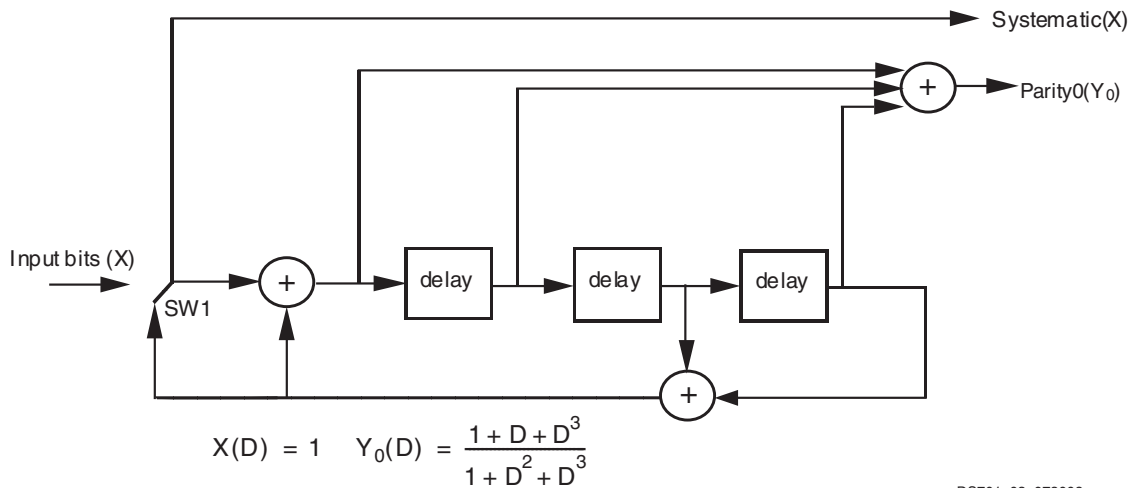 Systematic(X)
+
Parity0(Y₀)
Input bits (X)
SW1
+
delay
delay
delay
+
X(D) = 1 Y₀(D) = (1 + D + D³)/(1 + D² + D³)